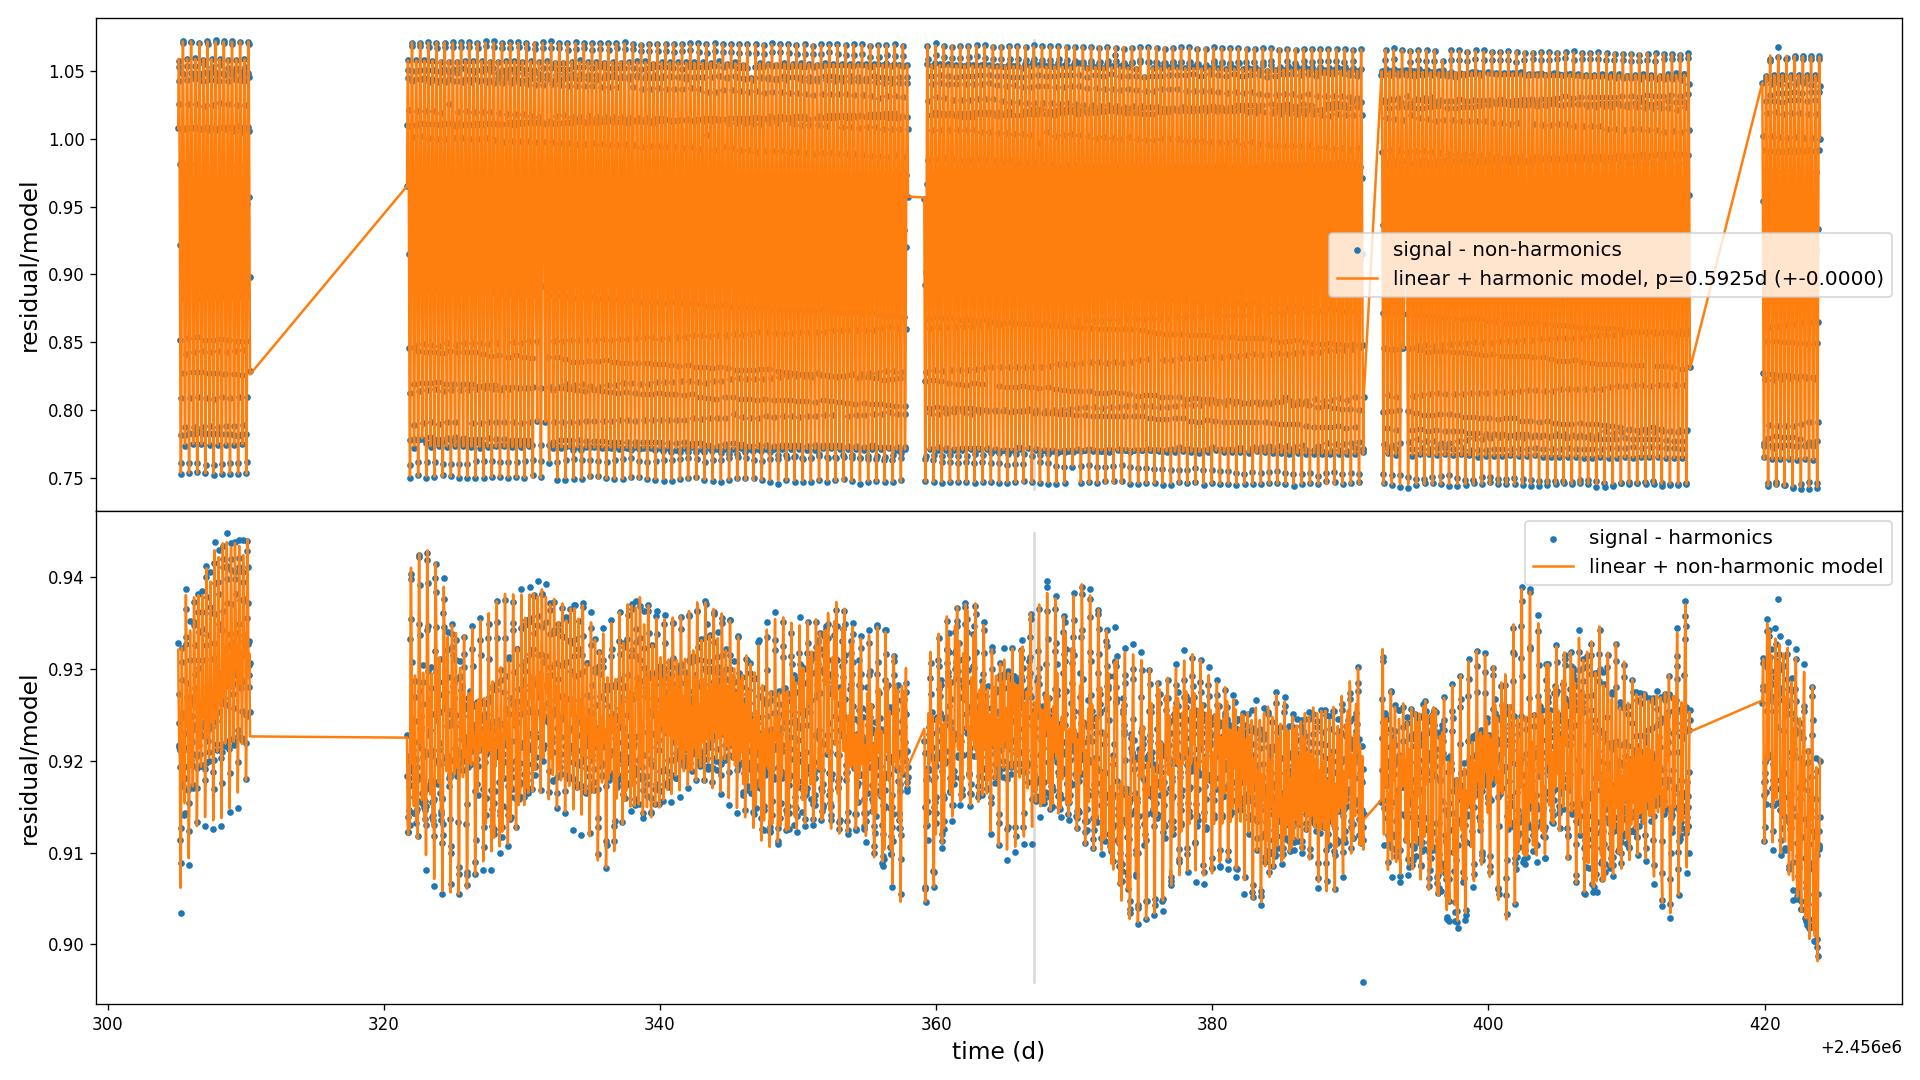 residual/model
1.05
1.00
0.95
0.90
0.85
0.80
0.75
signal - non-harmonics
linear + harmonic model, p=0.5925d (+-0.0000)
residual/model
0.94
0.93
0.92
0.91
0.90
signal - harmonics
linear + non-harmonic model
300
320
340
360
380
400
420
time (d)
+2.456e6